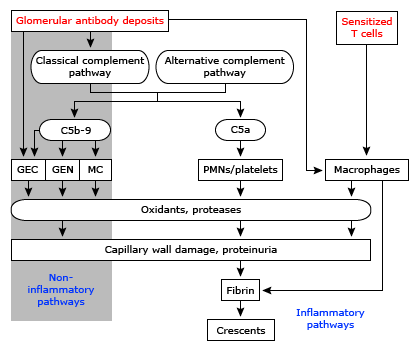 Glomerular antibody deposits
Sensitized
T cells
Classical complement
pathway
Alternative complement
pathway
C5b-9
C5a
GEC
GEN
MC
PMNs/platelets
Macrophages
Oxidants, proteases
Capillary wall damage, proteinuria
Non-
inflammatory
pathways
Fibrin
Inflammatory
pathways
Crescents